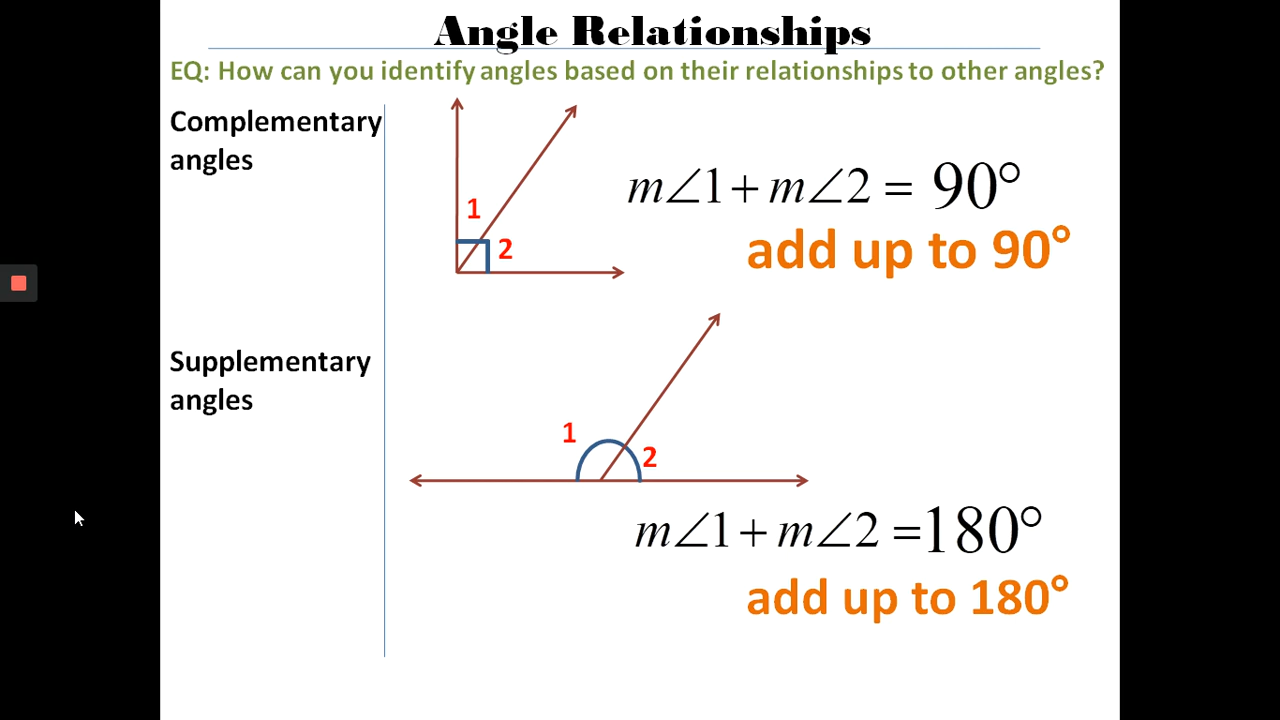 Angle Relationships
EQ: How can you identify angles based on their relationships to other angles?
Complementary
angles
1
2
m∠1 + m∠2 = 90°
add up to 90°
Supplementary
angles
1
2
m∠1 + m∠2 =180°
add up to 180°